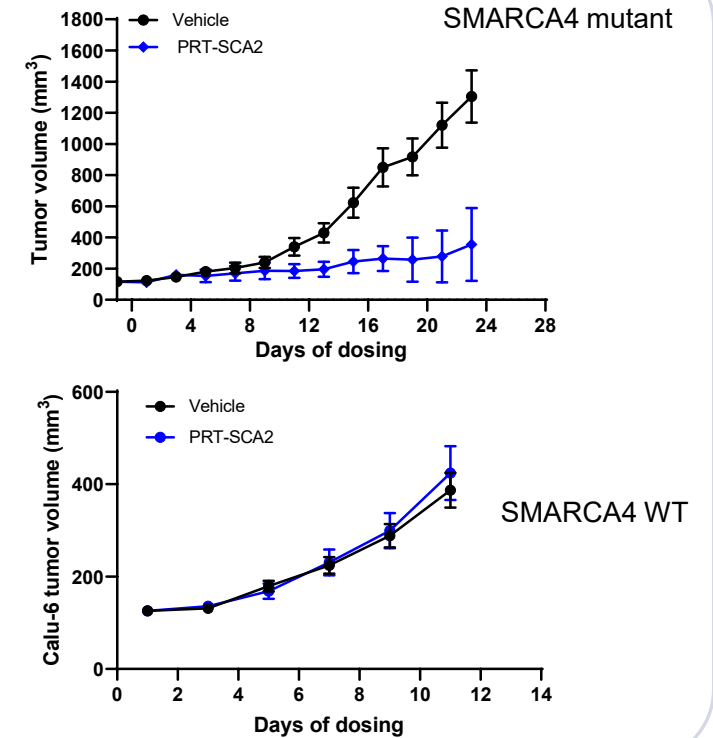 SMARCA4 mutant
Vehicle
PRT-SCA2
Tumor volume (mm³)
1800
1600
1400
1200
1000
800
600
400
200
0
0 4 8 12 16 20 24 28
Days of dosing
Vehicle
PRT-SCA2
SMARCA4 WT
Calu-6 tumor volume (mm³)
600
400
200
0
0 2 4 6 8 10 12 14
Days of dosing